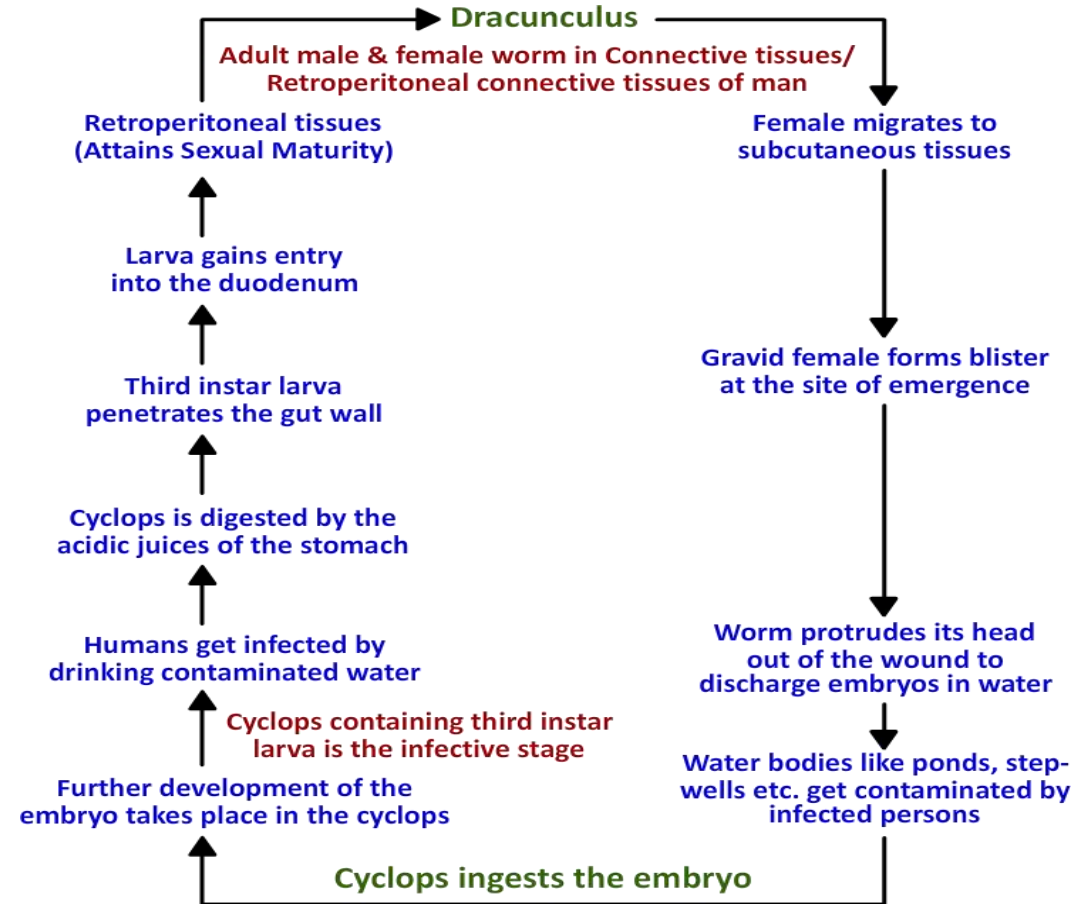 Dracunculus
Adult male & female worm in Connective tissues/
Retroperitoneal connective tissues of man
Female migrates to
subcutaneous tissues
Gravid female forms blister
at the site of emergence
Worm protrudes its head
out of the wound to
discharge embryos in water
Water bodies like ponds, step-
wells etc. get contaminated by
infected persons
Cyclops ingests the embryo
Further development of the
embryo takes place in the cyclops
Cyclops containing third instar
larva is the infective stage
Humans get infected by
drinking contaminated water
Cyclops is digested by the
acidic juices of the stomach
Third instar larva
penetrates the gut wall
Larva gains entry
into the duodenum
Retroperitoneal tissues
(Attains Sexual Maturity)